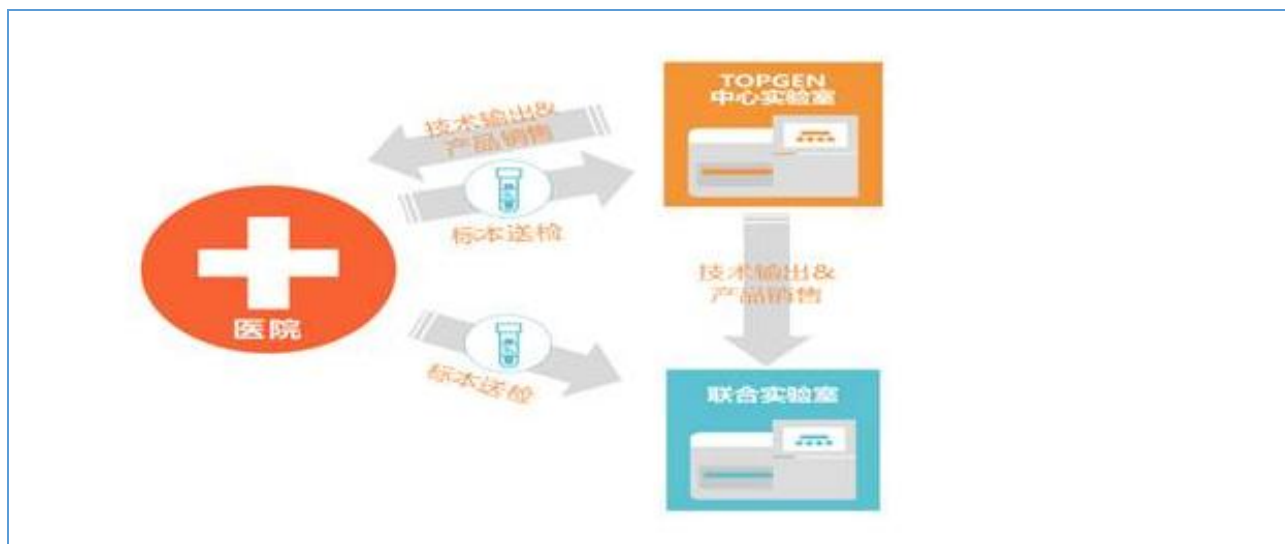 TOPGEN
中心实验室
技术输出&
产品销售
标本送检
医院
技术输出&
产品销售
标本送检
联合实验室